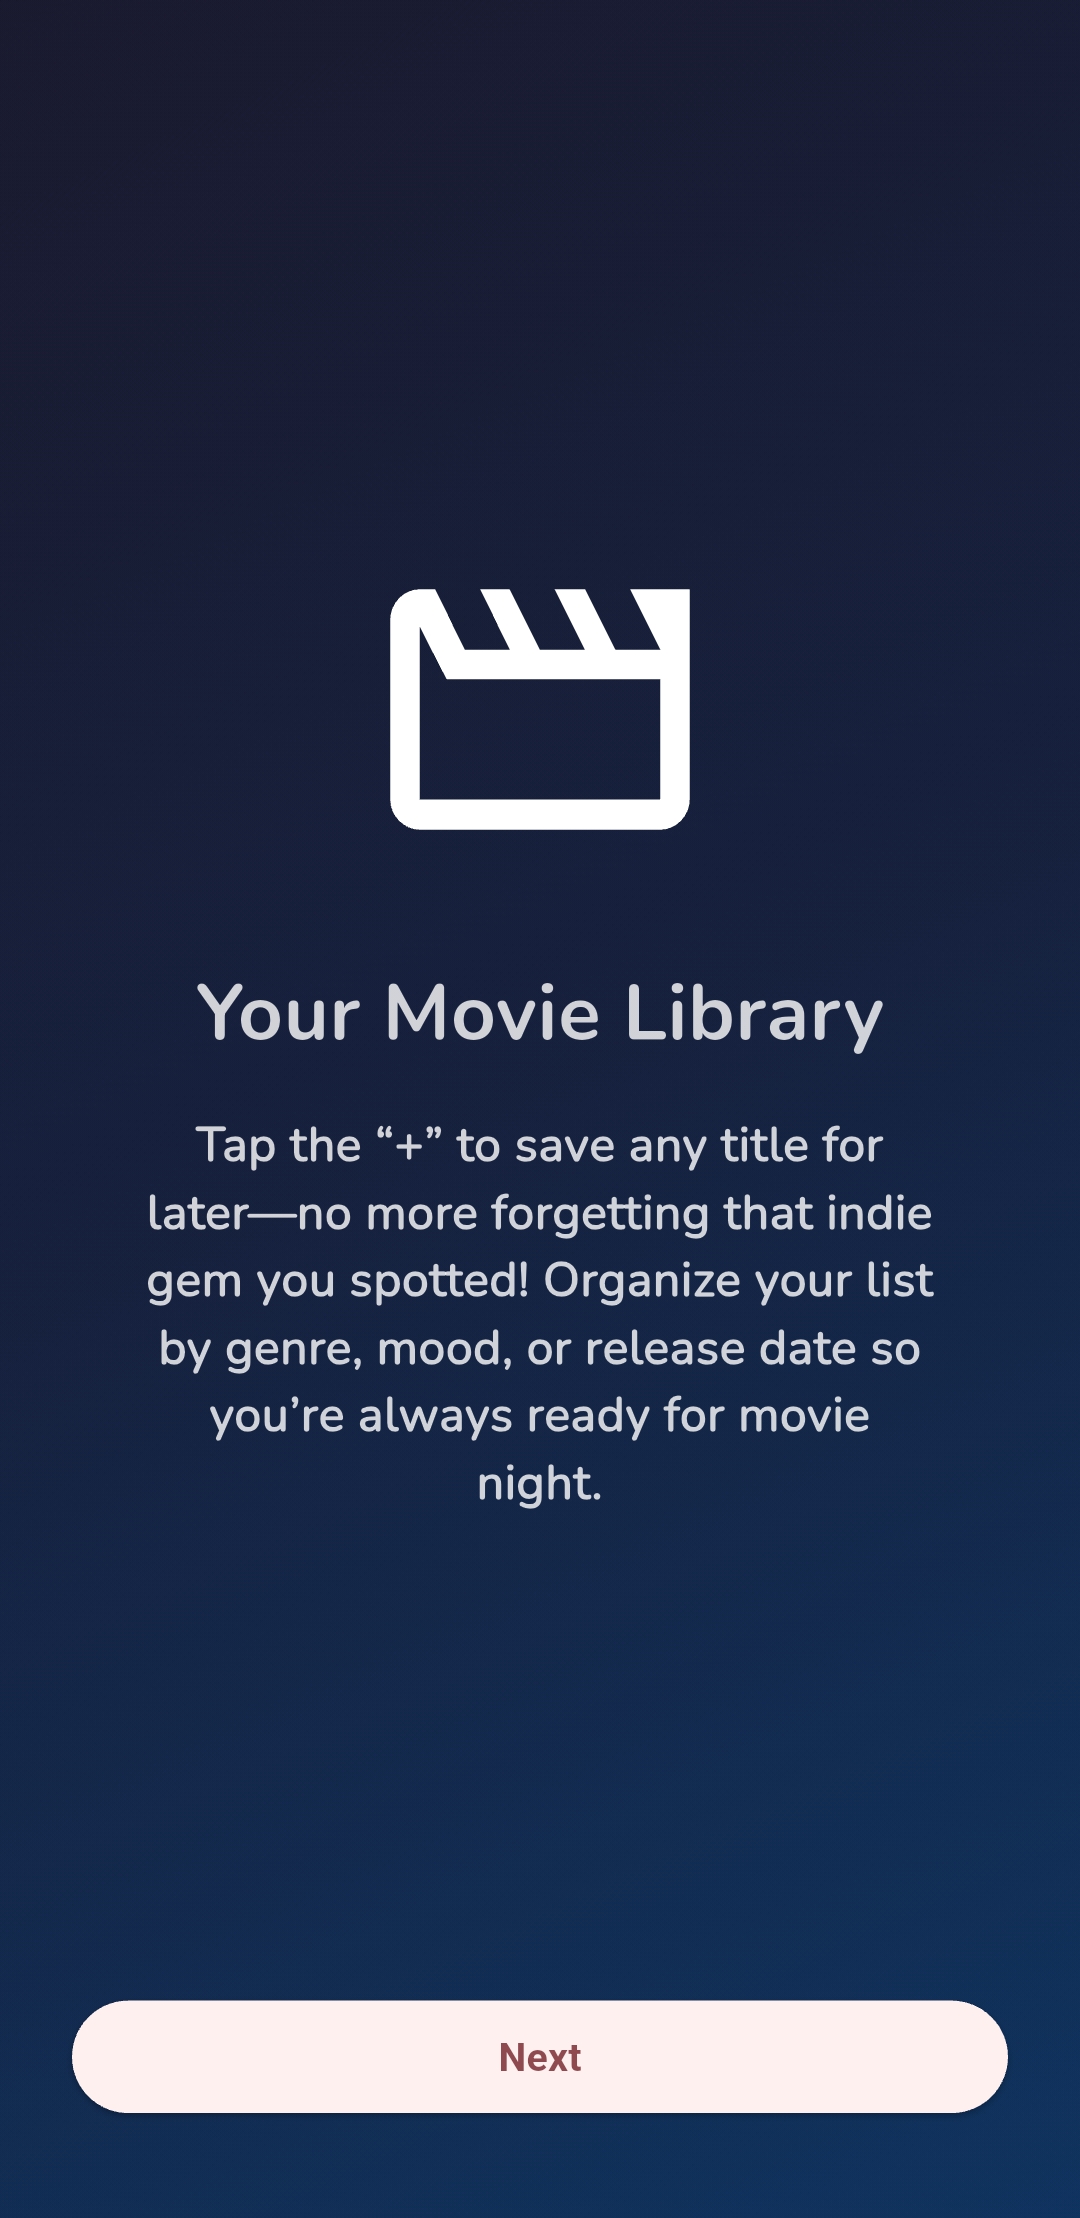 Your Movie Library
Tap the “+” to save any title for
later—no more forgetting that indie
gem you spotted! Organize your list
by genre, mood, or release date so
you’re always ready for movie
night.
Next